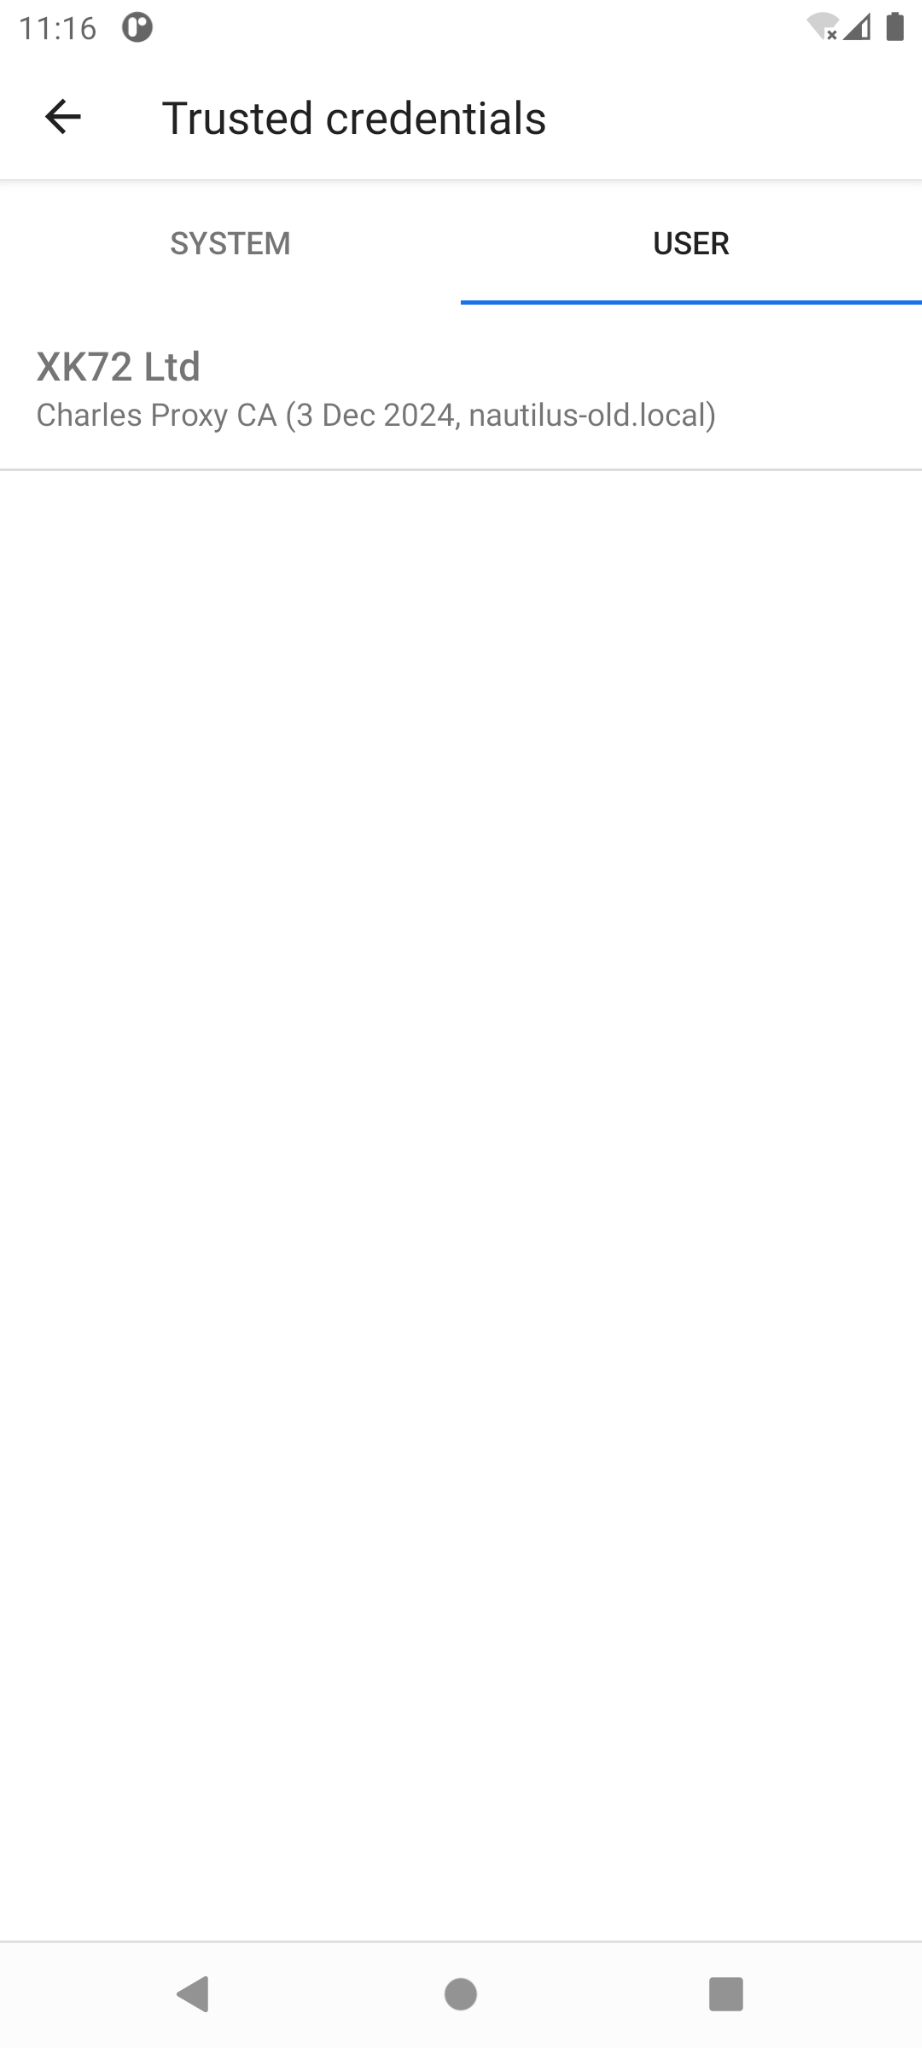 11:16
Trusted credentials
SYSTEM
USER
XK72 Ltd
Charles Proxy CA (3 Dec 2024, nautilus-old.local)